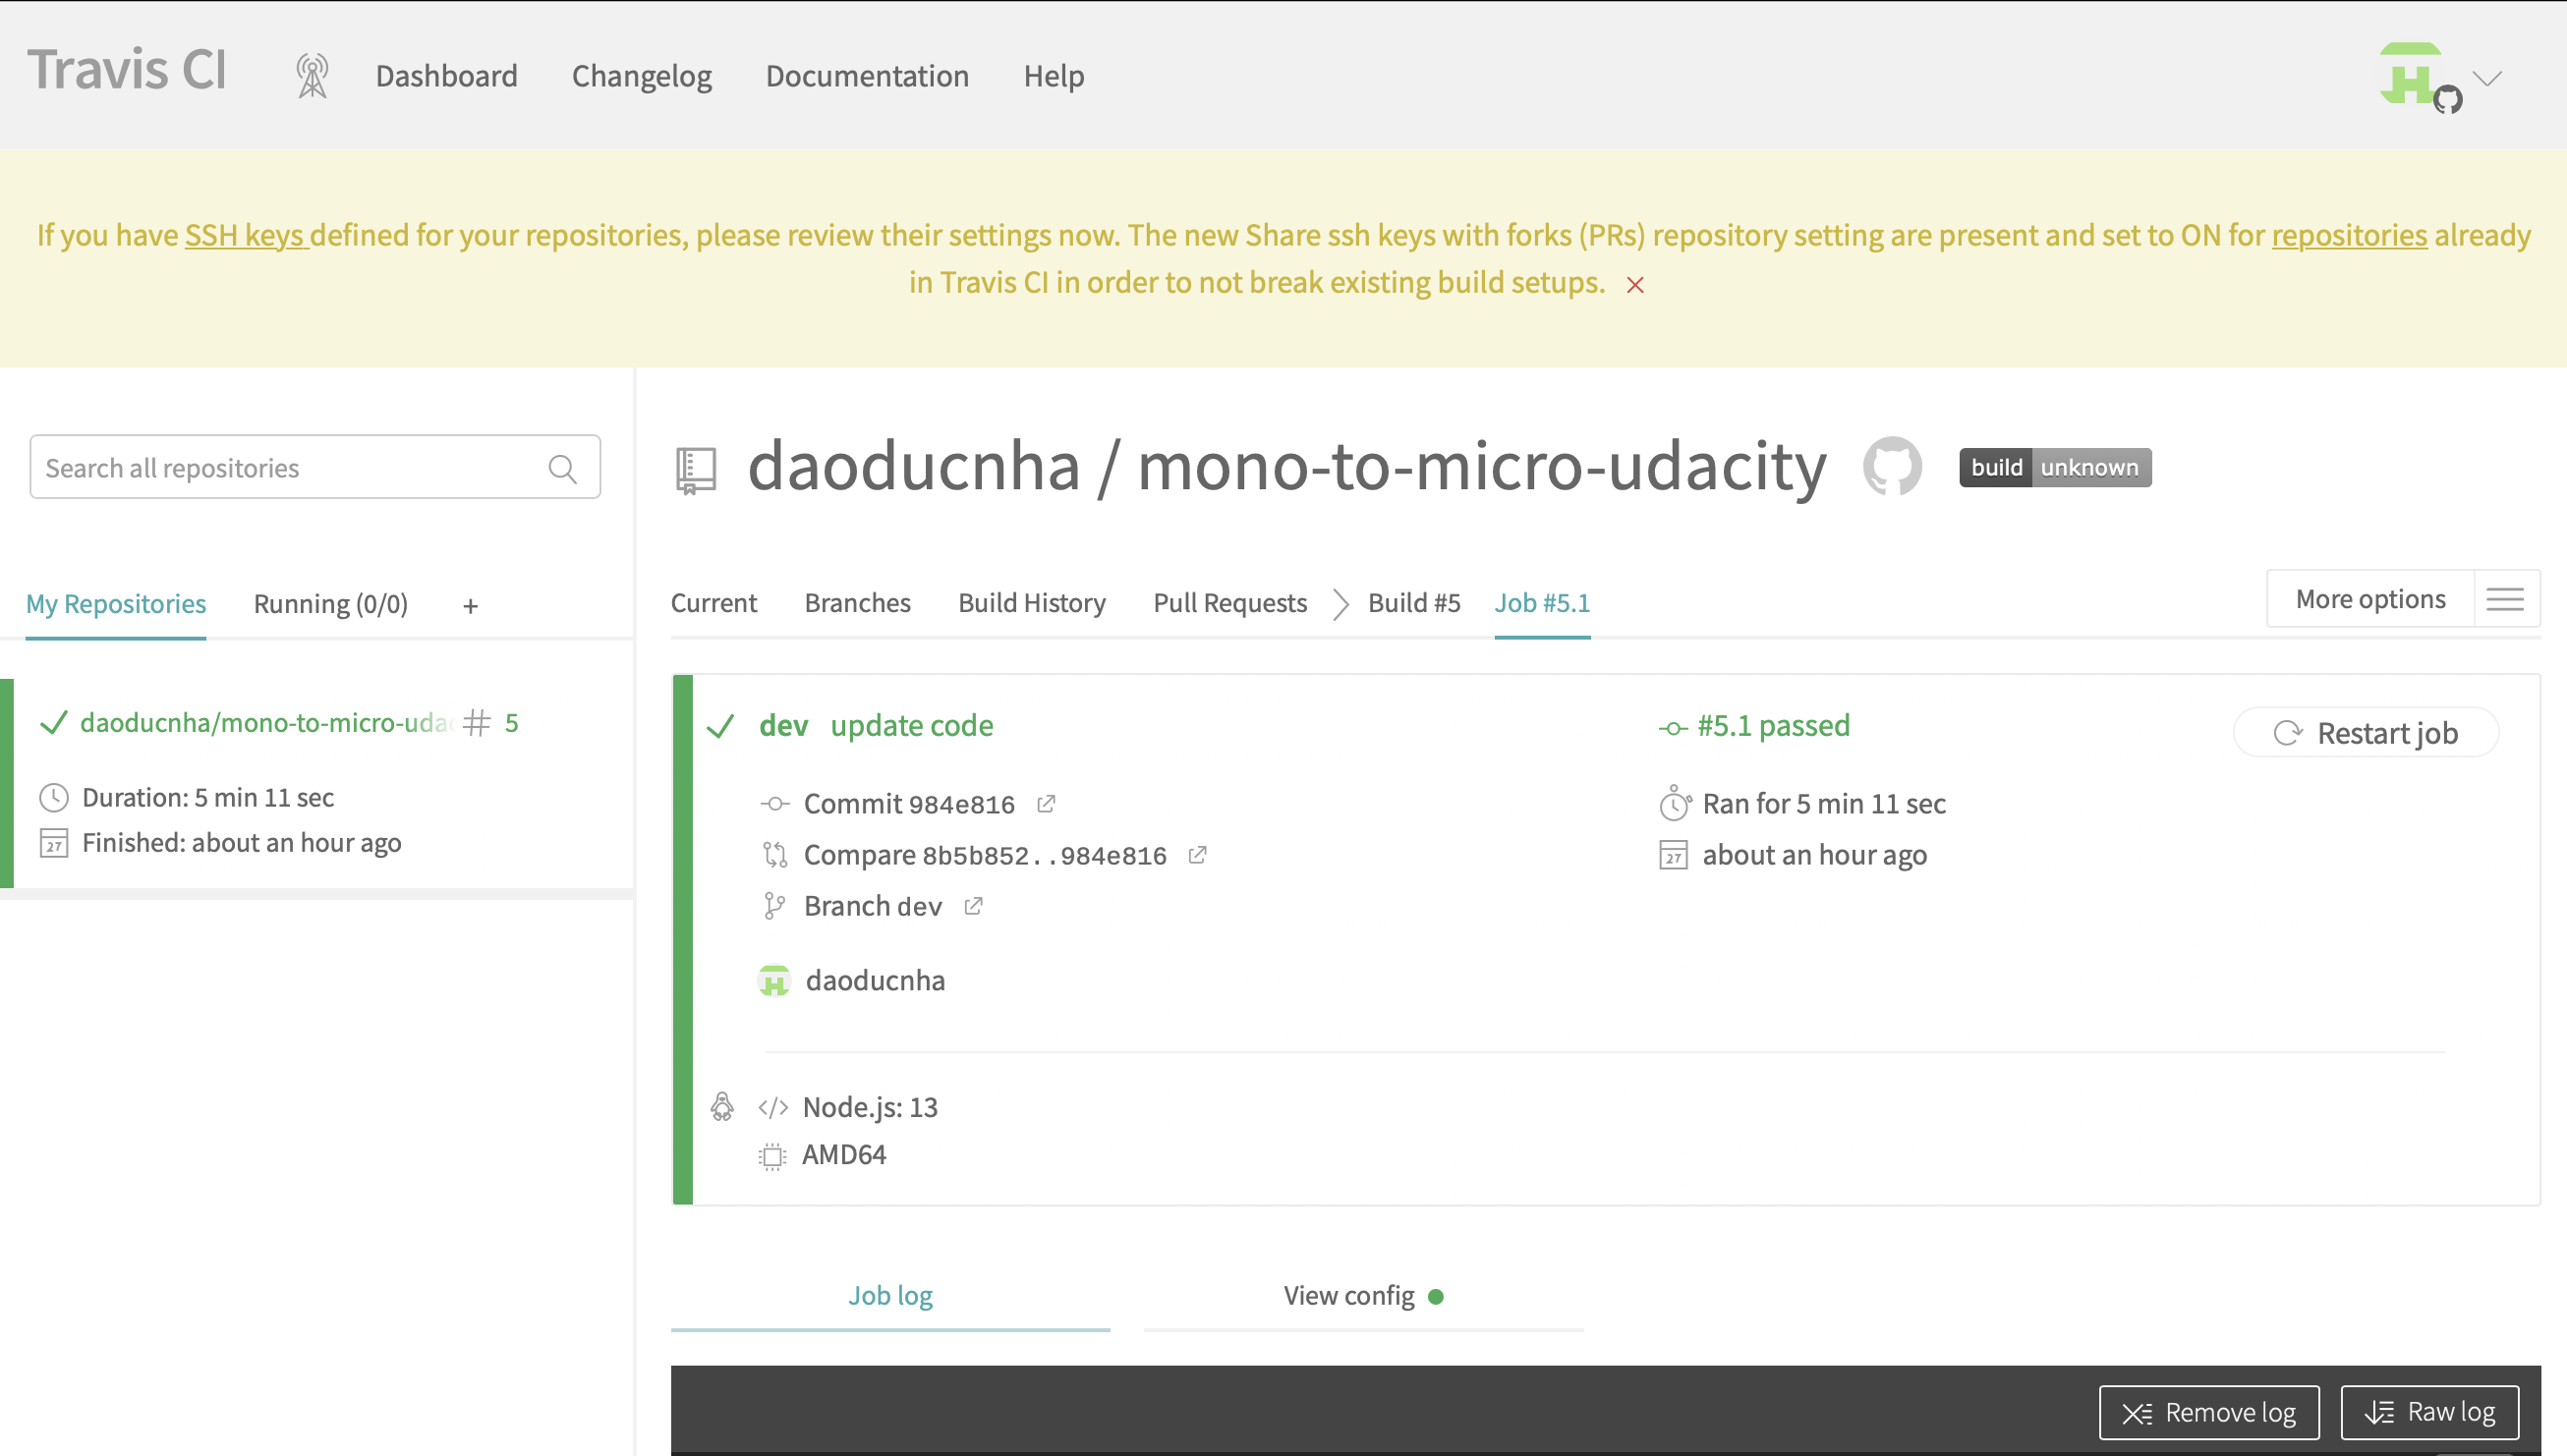 Travis CI
Dashboard
Changelog
Documentation
Help
If you have SSH keys defined for your repositories, please review their settings now. The new Share ssh keys with forks (PRs) repository setting are present and set to ON for repositories already
in Travis CI in order to not break existing build setups.
Search all repositories
My Repositories
Running (0/0)
+
daoducnha/mono-to-micro-udac # 5
Duration: 5 min 11 sec
27 Finished: about an hour ago
daoducnha / mono-to-micro-udacity
build unknown
Current
Branches
Build History
Pull Requests
Build #5
Job #5.1
More options
dev update code
Commit 984e816
Compare 8b5b852..984e816
Branch dev
daoducnha
#5.1 passed
Ran for 5 min 11 sec
27 about an hour ago
Restart job
</> Node.js: 13
AMD64
Job log
View config
Remove log
Raw log